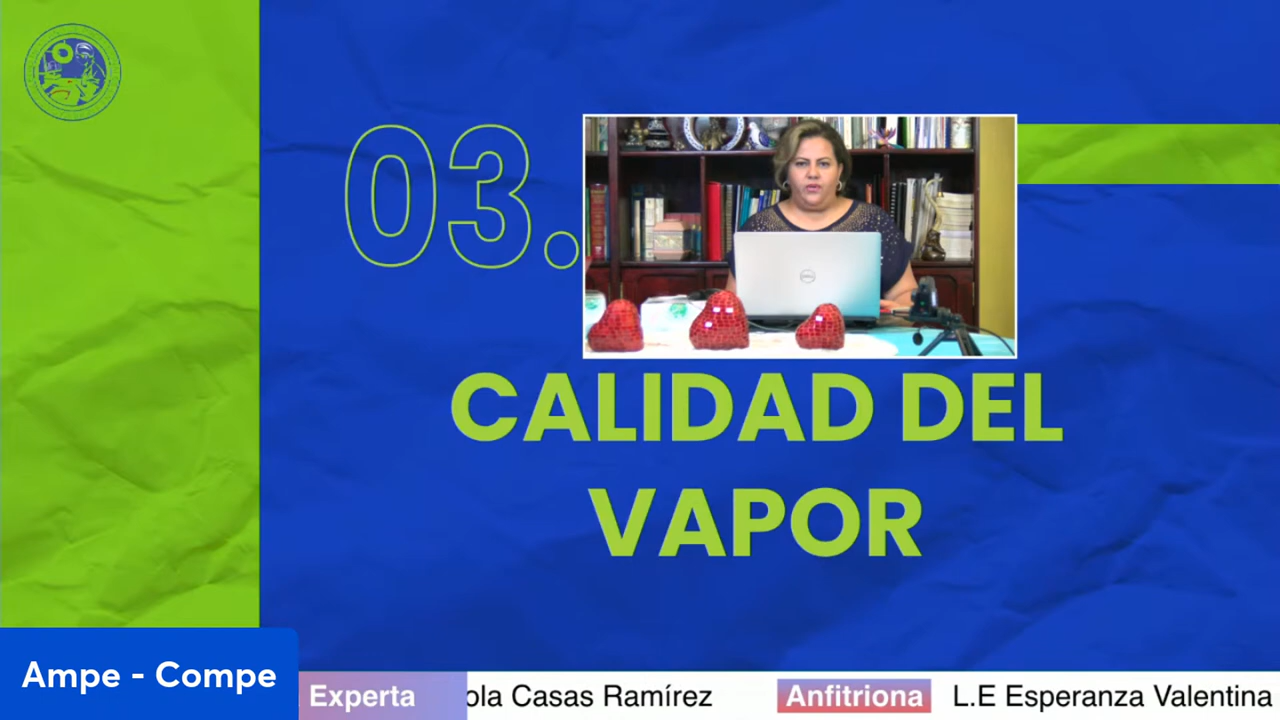 03.
CALIDAD DEL
VAPOR
Ampe - Compe
Experta
ola Casas Ramírez
Anfitriona
L.E Esperanza Valentina